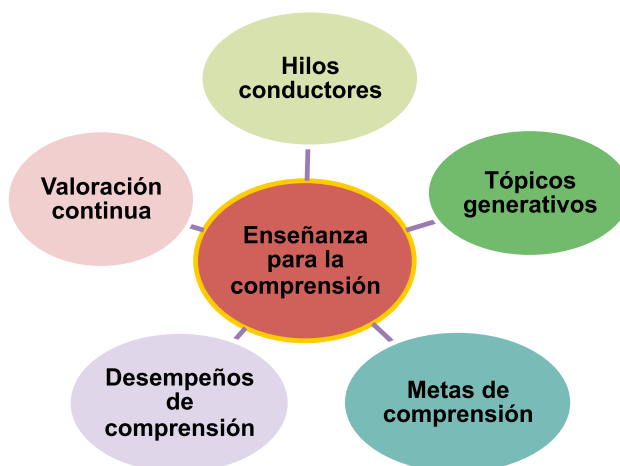 Hilos
conductores
Valoración
continua
Tópicos
generativos
Enseñanza
para la
comprensión
Desempeños
de
comprensión
Metas de
comprensión